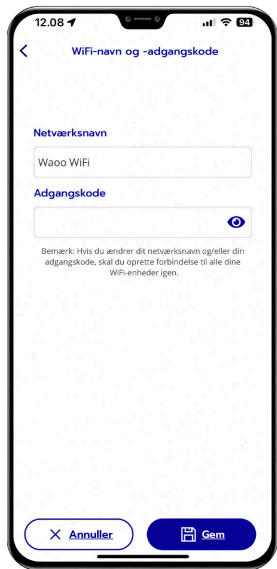 12.08
94
WiFi-navn og -adgangskode
Netværksnavn
Waoo WiFi
Adgangskode
Bemærk: Hvis du ændrer dit netværksnavn og/eller din
adgangskode, skal du oprette forbindelse til alle dine
WiFi-enheder igen.
Annuller
Gem